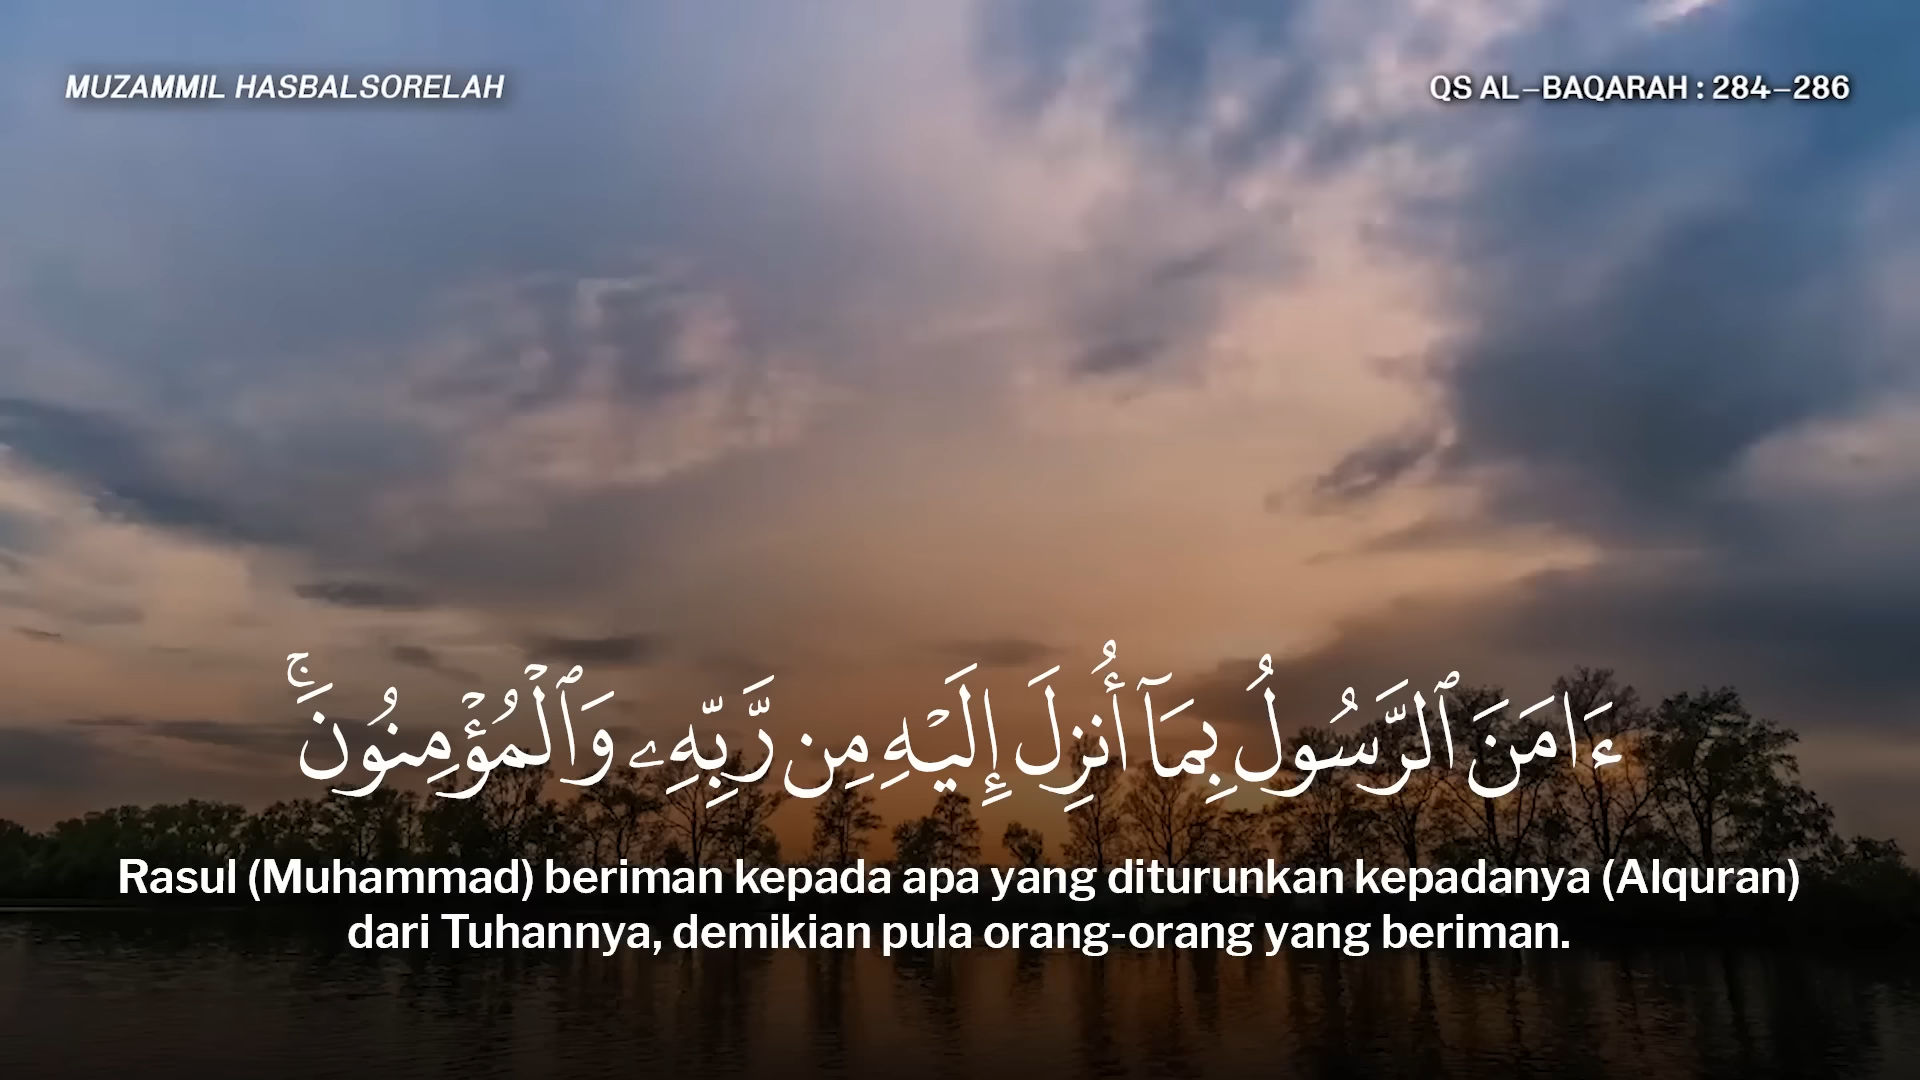 MUZAMMIL HASBALSORELAH
QS AL–BAQARAH : 284–286
ءَامَنَ ٱلرَّسُولُ بِمَآ أُنزِلَ إِلَيْهِ مِن رَّبِّهِۦ وَٱلْمُؤْمِنُونَ ۚ
Rasul (Muhammad) beriman kepada apa yang diturunkan kepadanya (Alquran)
dari Tuhannya, demikian pula orang-orang yang beriman.